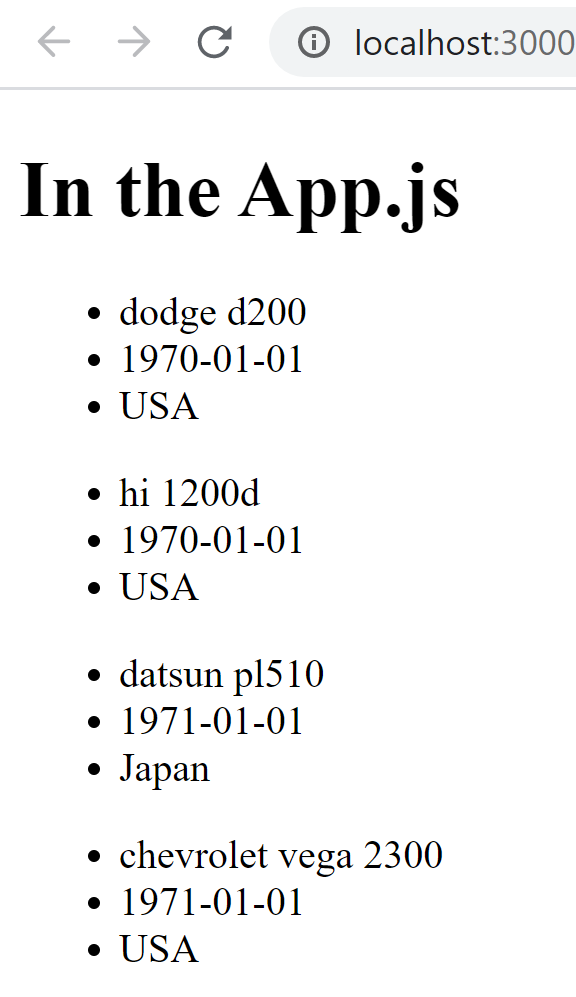 localhost:3000
In the App.js
dodge d200
1970-01-01
USA
hi 1200d
1970-01-01
USA
datsun pl510
1971-01-01
Japan
chevrolet vega 2300
1971-01-01
USA